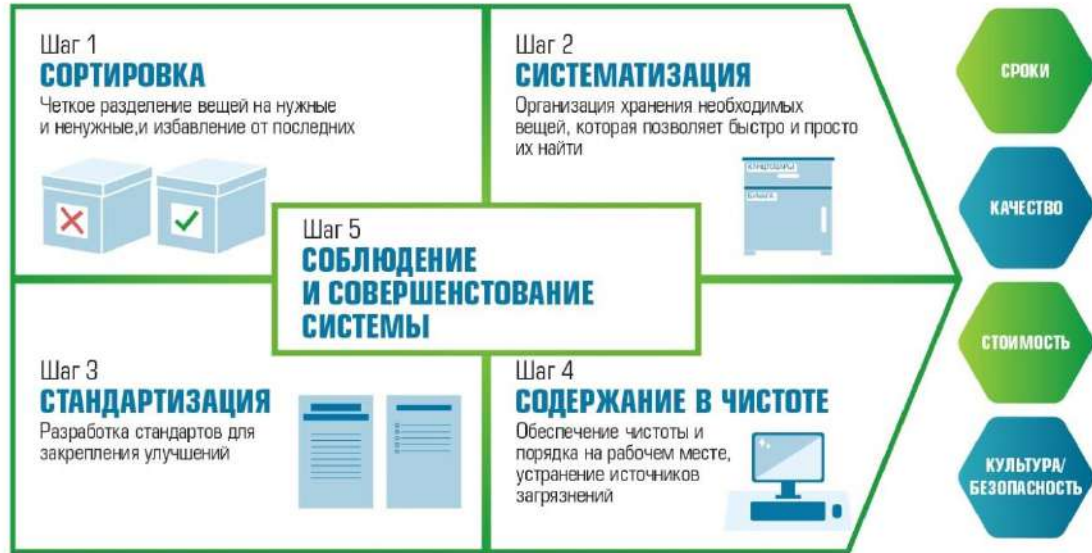 Шаг 1
СОРТИРОВКА
Четкое разделение вещей на нужные
и ненужные,и избавление от последних
Шаг 2
СИСТЕМАТИЗАЦИЯ
Организация хранения необходимых
вещей, которая позволяет быстро и просто
их найти
КАНЦТОВАРЫ
БУМАГА
Шаг 5
СОБЛЮДЕНИЕ
И СОВЕРШЕНСТОВАНИЕ
СИСТЕМЫ
Шаг 3
СТАНДАРТИЗАЦИЯ
Разработка стандартов для
закрепления улучшений
Шаг 4
СОДЕРЖАНИЕ В ЧИСТОТЕ
Обеспечение чистоты и
порядка на рабочем месте,
устранение источников
загрязнений
СРОКИ
КАЧЕСТВО
СТОИМОСТЬ
КУЛЬТУРА/
БЕЗОПАСНОСТЬ